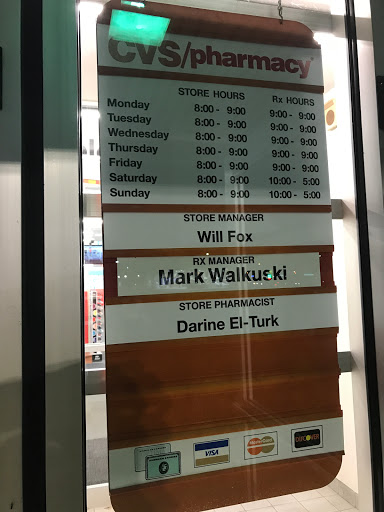 CVS/pharmacy
STORE HOURS Rx HOURS
Monday 8:00 - 9:00 9:00 - 9:00
Tuesday 8:00 - 9:00 9:00 - 9:00
Wednesday 8:00 - 9:00 9:00 - 9:00
Thursday 8:00 - 9:00 9:00 - 9:00
Friday 8:00 - 9:00 9:00 - 9:00
Saturday 8:00 - 9:00 10:00 - 5:00
Sunday 8:00 - 9:00 10:00 - 5:00
STORE MANAGER
Will Fox
RX MANAGER
Mark Walkuski
STORE PHARMACIST
Darine El-Turk
VISA MasterCard DISCOVER